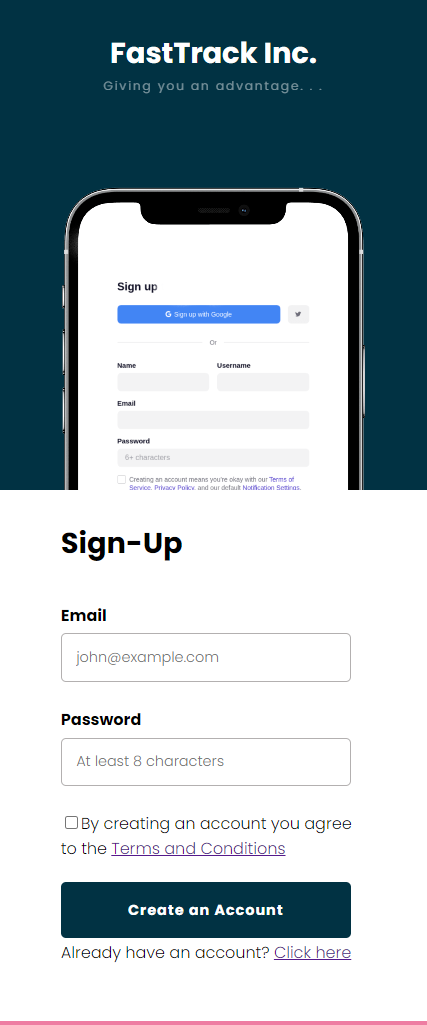 FastTrack Inc.
Giving you an advantage. . .
Sign up
G Sign up with Google
Or
Name Username
Email
Password
6+ characters
Creating an account means you're okay with our Terms of
Service, Privacy Policy, and our default Notification Settings.
Sign-Up
Email
john@example.com
Password
At least 8 characters
By creating an account you agree
to the Terms and Conditions
Create an Account
Already have an account? Click here